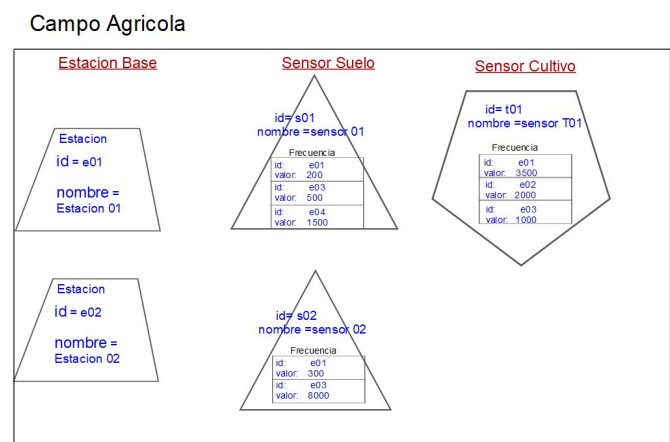 Campo Agricola
Estacion Base
Estacion
id = e01
nombre =
Estacion 01
Estacion
id = e02
nombre =
Estacion 02
Sensor Suelo
id= s01
nombre =sensor 01
Frecuencia
id: e01
valor: 200
id: e03
valor: 500
id: e04
valor: 1500
id= s02
nombre =sensor 02
Frecuencia
id: e01
valor: 300
id: e03
valor: 8000
Sensor Cultivo
id= t01
nombre =sensor T01
Frecuencia
id: e01
valor: 3500
id: e02
valor: 2000
id: e03
valor: 1000